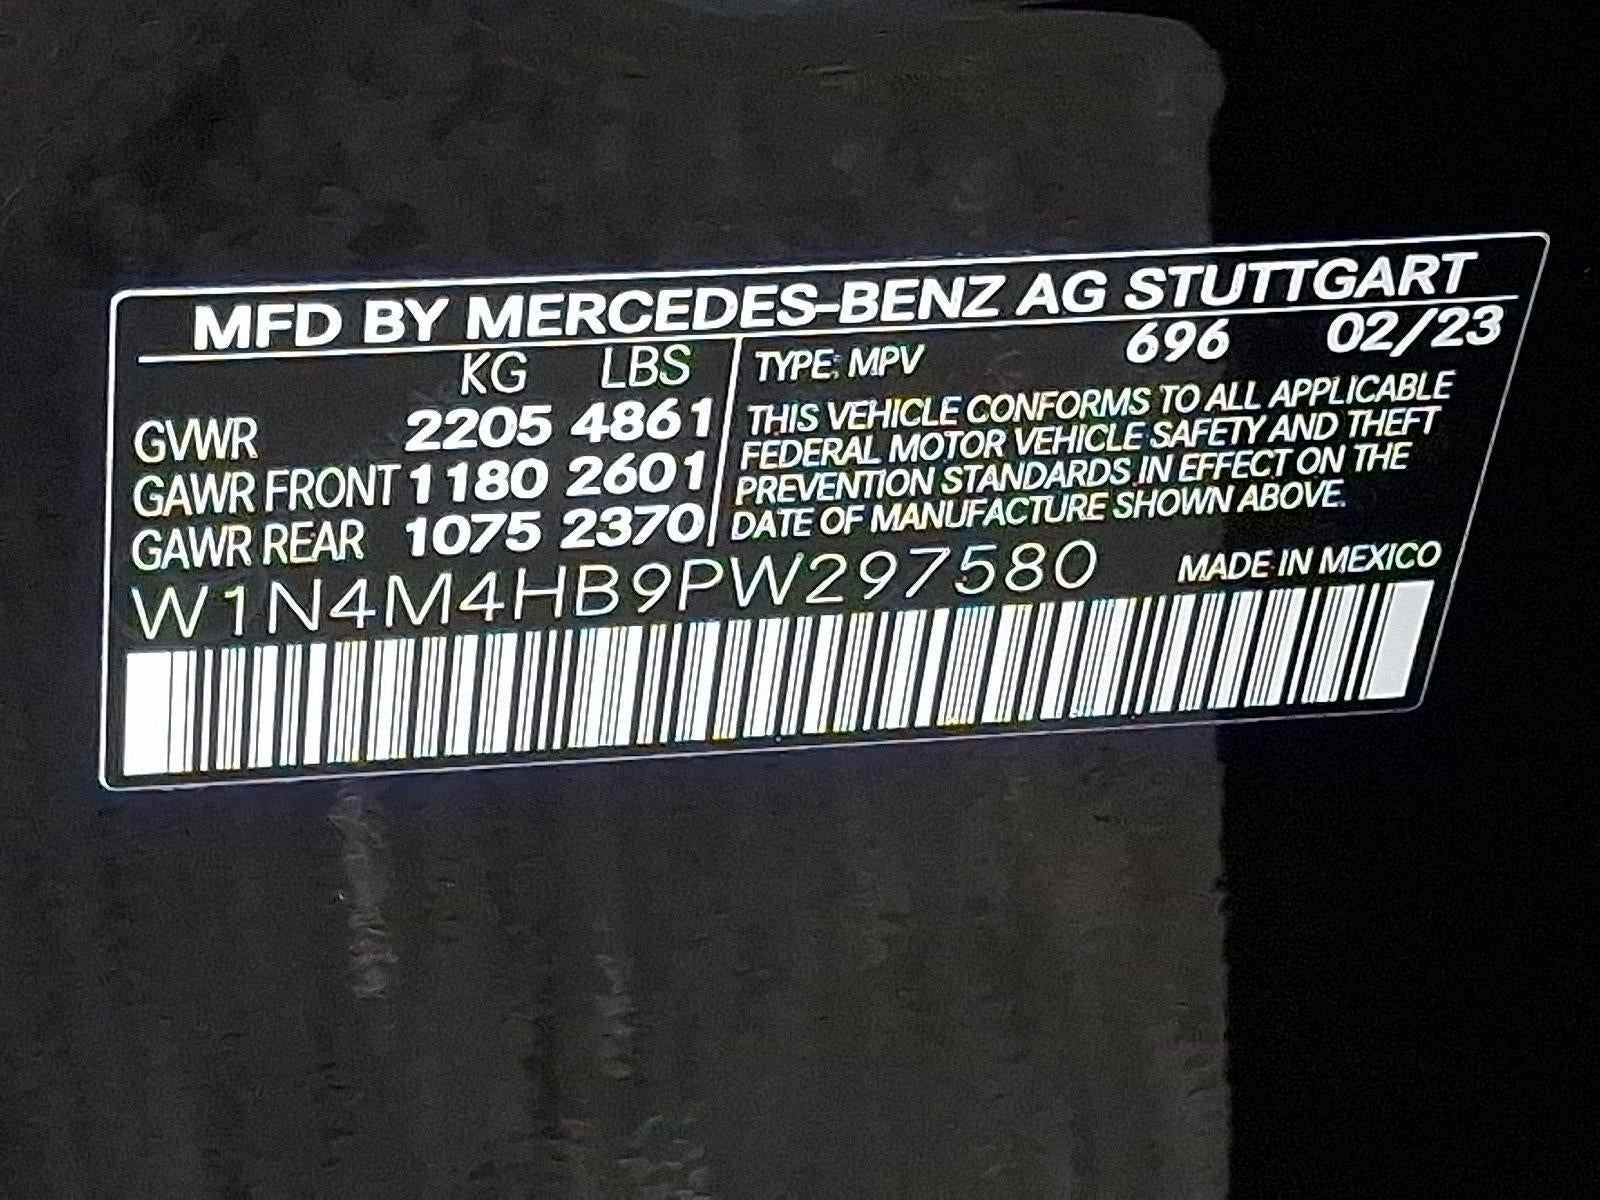 MFD BY MERCEDES-BENZ AG STUTTGART
KG LBS
GVWR 2205 4861
GAWR FRONT 1180 2601
GAWR REAR 1075 2370
TYPE: MPV 696 02/23
THIS VEHICLE CONFORMS TO ALL APPLICABLE
FEDERAL MOTOR VEHICLE SAFETY AND THEFT
PREVENTION STANDARDS IN EFFECT ON THE
DATE OF MANUFACTURE SHOWN ABOVE.
W1N4M4HB9PW297580
MADE IN MEXICO